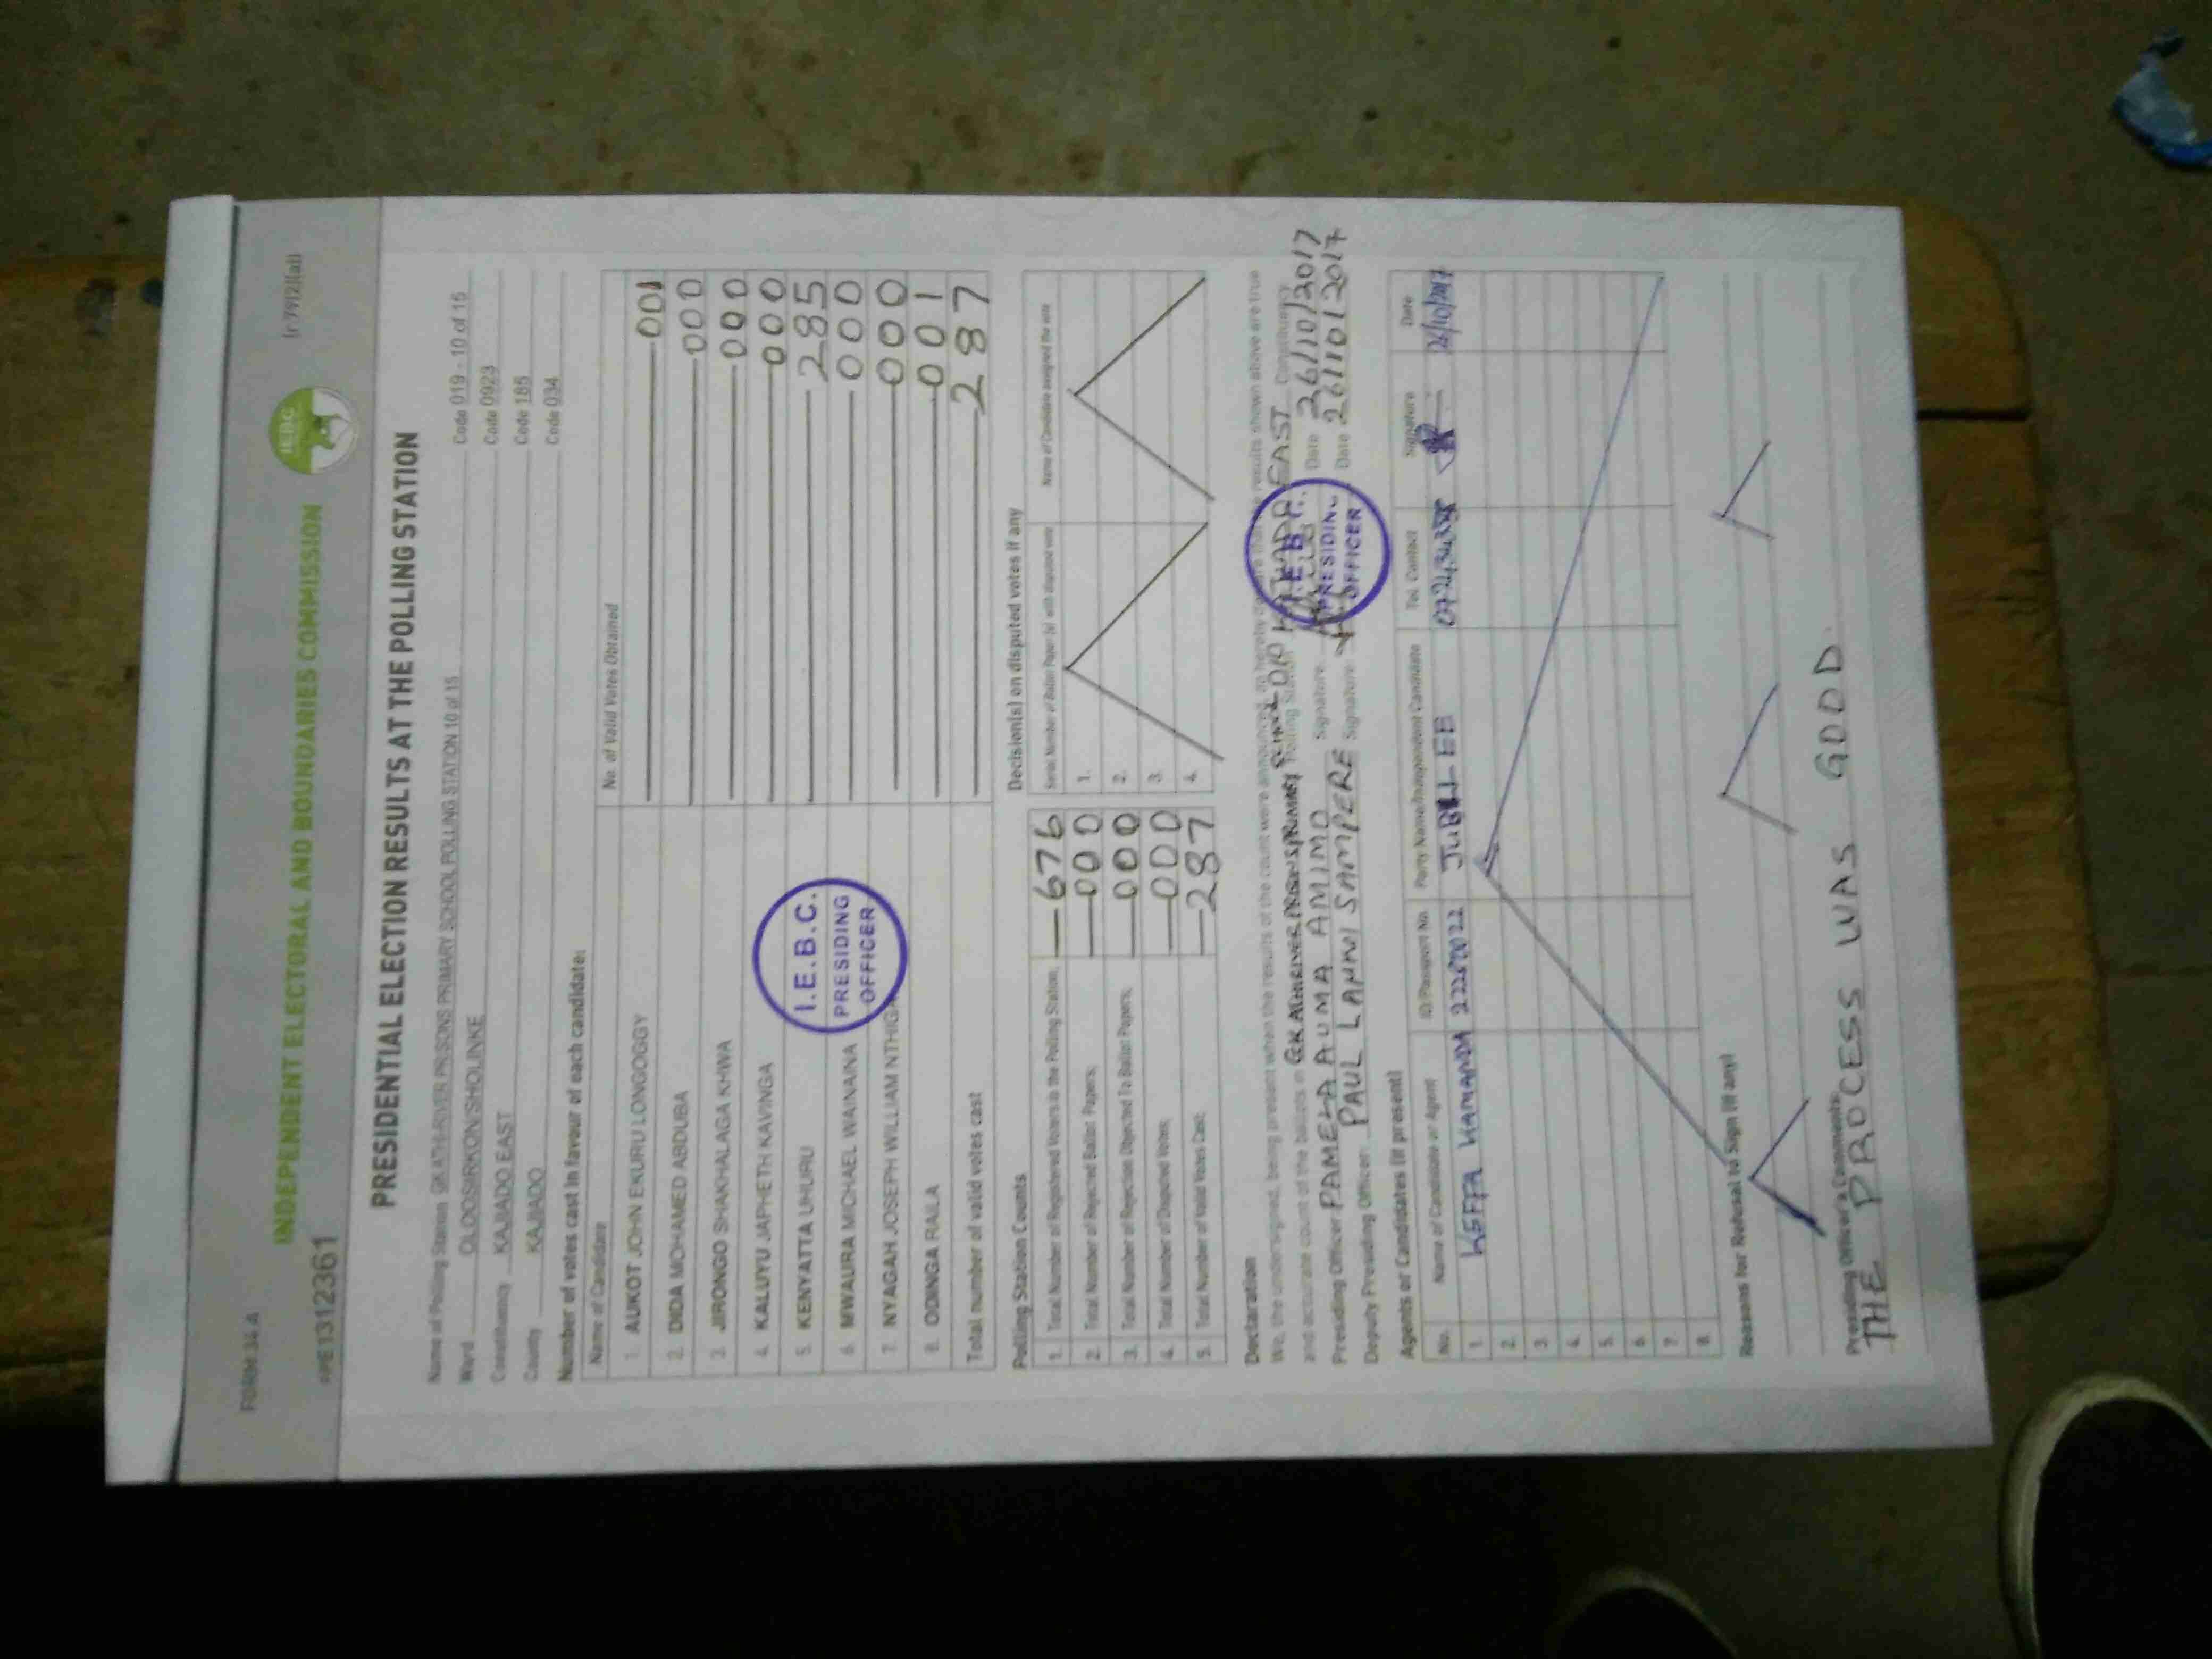 FORM 34 A
(r.79(2)(a))
INDEPENDENT ELECTORAL AND BOUNDARIES COMMISSION
IEBC
#PE1312361
PRESIDENTIAL ELECTION RESULTS AT THE POLLING STATION
Name of Polling Station GK ATHI-RIVER PRISONS PRIMARY SCHOOL POLLING STATION 10 of 15 Code 019 - 10 of 15
Ward OLOOSIRKON/SHOLINKE Code 0923
Constituency KAJIADO EAST Code 185
County KAJIADO Code 034
Number of votes cast in favour of each candidate:
Name of Candidate No. of Valid Votes Obtained
1. AUKOT JOHN EKURU LONGOGGY 001
2. DIDA MOHAMED ABDUBA 000
3. JIRONGO SHAKHALAGA KHWA 000
4. KALUYU JAPHETH KAVINGA 000
5. KENYATTA UHURU 285
6. MWAURA MICHAEL WAINAINA 000
7. NYAGAH JOSEPH WILLIAM NTHIGA 000
8. ODINGA RAILA 001
Total number of valid votes cast 287
I.E.B.C.
PRESIDING
OFFICER
Polling Station Counts
1. Total Number of Registered Voters in the Polling Station; 676
2. Total Number of Rejected Ballot Papers; 000
3. Total Number of Rejection Objected To Ballot Papers; 000
4. Total Number of Disputed Votes; 000
5. Total Number of Valid Votes Cast; 287
Decision(s) on disputed votes if any
Serial Number of Ballot Paper (s) with disputed vote Name of Candidate assigned the vote
1.
2.
3.
4.
Declaration
We, the undersigned, being present when the results of the count were announced, do hereby declare that the results shown above are true
and accurate count of the ballots in GK ATHI RIVER PRISONS PRIMARY SCHOOL Polling Station KAJIADO EAST Constituency
Presiding Officer PAMELA AUMA AMIMO Signature Date 26/10/2017
Deputy Presiding Officer: PAUL LANKOI SAMPERE Signature Date 26/10/2017
I.E.B.C.
PRESIDING
OFFICER
Agents or Candidates (if present)
No. Name of Candidate or Agent ID/Passport No. Party Name/Independent Candidate Tel. Contact Signature Date
1. JUBILEE 26/10/2017
2.
3.
4.
5.
6.
7.
8.
Reasons for Refusal to Sign (if any)
Presiding Officer's Comments
THE PROCESS WAS GOOD.